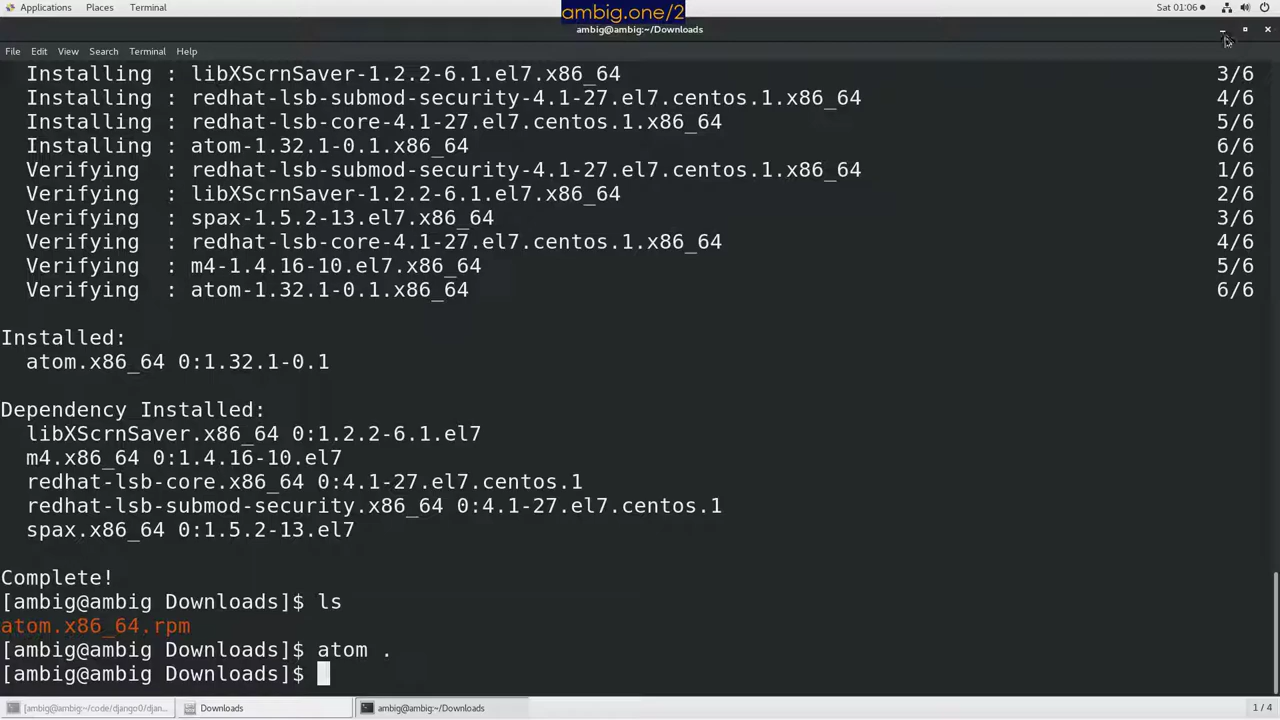 Applications Places Terminal ambig.one/2 Sat 01:06
ambig@ambig:~/Downloads
File Edit View Search Terminal Help
Installing : libXScrnSaver-1.2.2-6.1.el7.x86_64 3/6
Installing : redhat-lsb-submod-security-4.1-27.el7.centos.1.x86_64 4/6
Installing : redhat-lsb-core-4.1-27.el7.centos.1.x86_64 5/6
Installing : atom-1.32.1-0.1.x86_64 6/6
Verifying : redhat-lsb-submod-security-4.1-27.el7.centos.1.x86_64 1/6
Verifying : libXScrnSaver-1.2.2-6.1.el7.x86_64 2/6
Verifying : spax-1.5.2-13.el7.x86_64 3/6
Verifying : redhat-lsb-core-4.1-27.el7.centos.1.x86_64 4/6
Verifying : m4-1.4.16-10.el7.x86_64 5/6
Verifying : atom-1.32.1-0.1.x86_64 6/6
Installed:
atom.x86_64 0:1.32.1-0.1
Dependency Installed:
libXScrnSaver.x86_64 0:1.2.2-6.1.el7
m4.x86_64 0:1.4.16-10.el7
redhat-lsb-core.x86_64 0:4.1-27.el7.centos.1
redhat-lsb-submod-security.x86_64 0:4.1-27.el7.centos.1
spax.x86_64 0:1.5.2-13.el7
Complete!
[ambig@ambig Downloads]$ ls
atom.x86_64.rpm
[ambig@ambig Downloads]$ atom .
[ambig@ambig Downloads]$
[ambig@ambig:~/code/django0/djan... Downloads ambig@ambig:~/Downloads 1 / 4